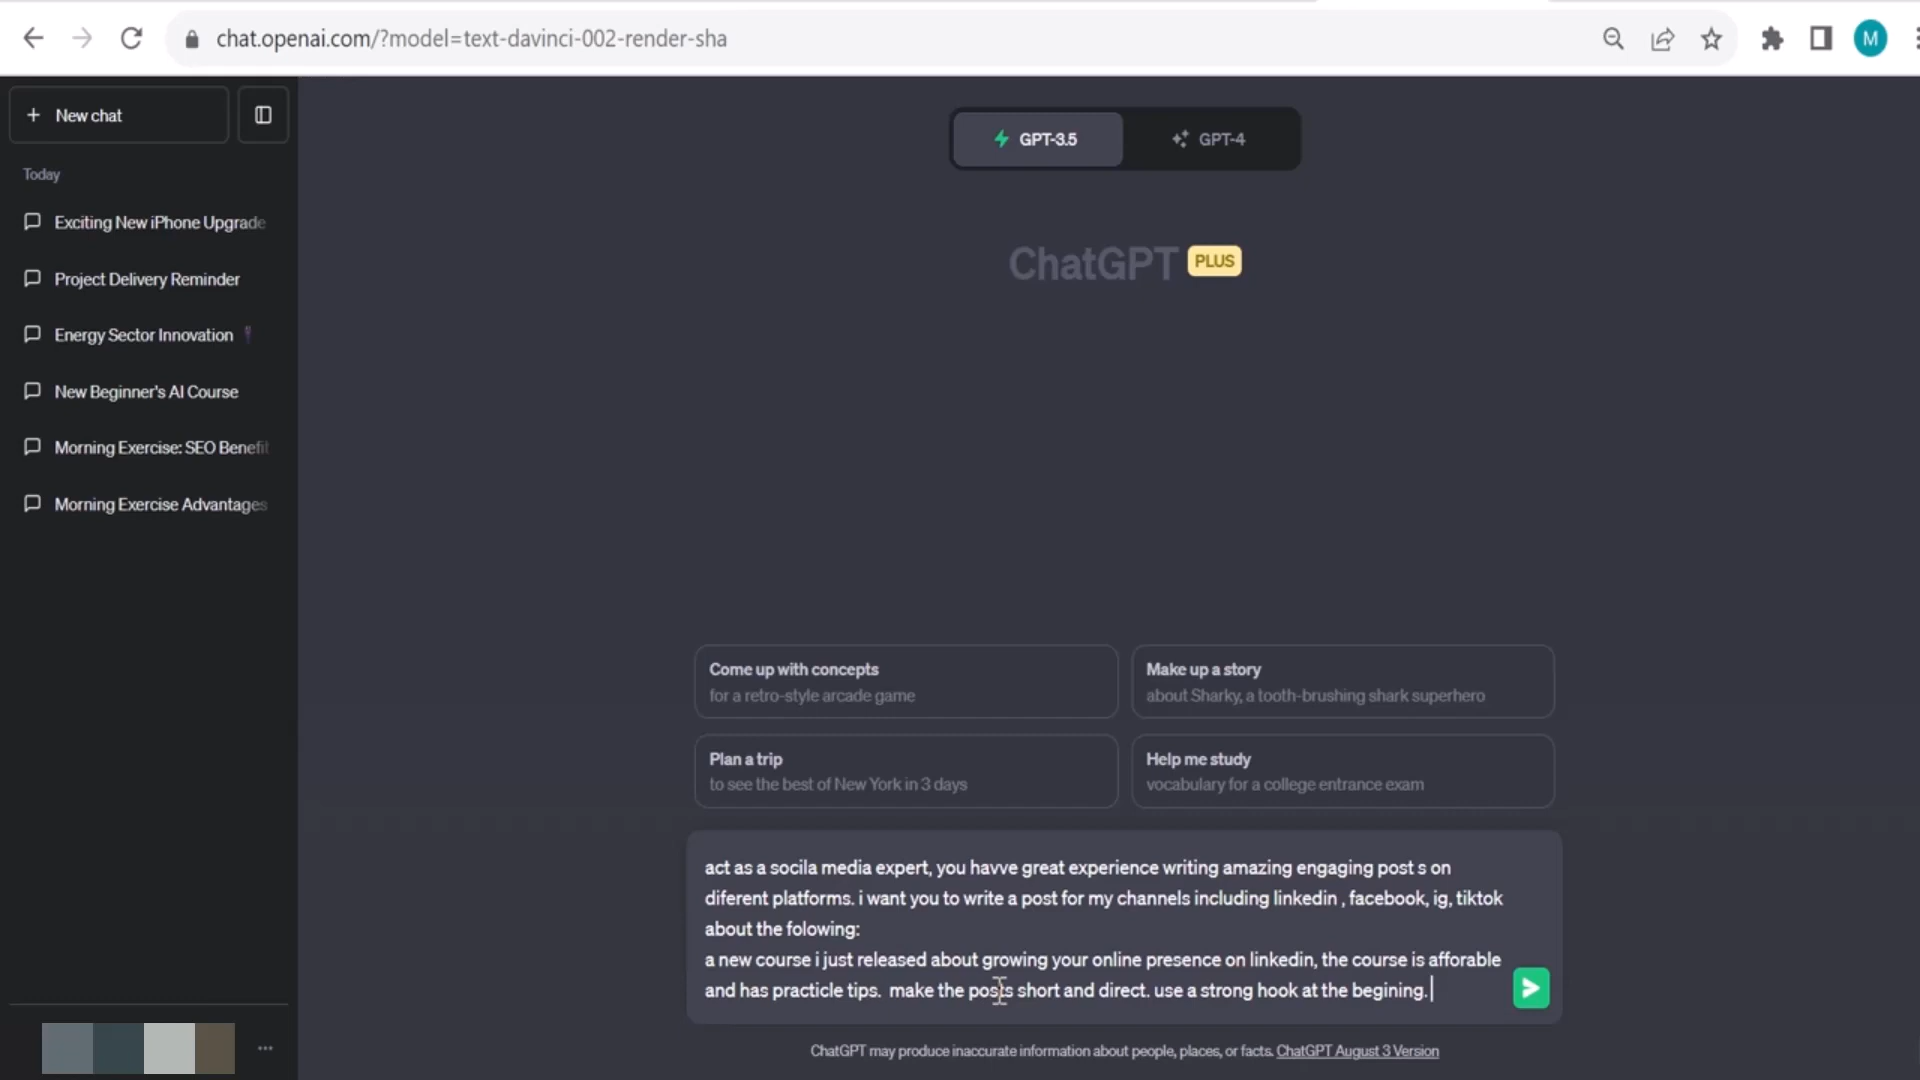 chat.openai.com/?model=text-davinci-002-render-sha
M
New chat
Today
Exciting New iPhone Upgrade
Project Delivery Reminder
Energy Sector Innovation
New Beginner's AI Course
Morning Exercise: SEO Benefit
Morning Exercise Advantages
GPT-3.5
GPT-4
ChatGPT PLUS
Come up with concepts
for a retro-style arcade game
Make up a story
about Sharky, a tooth-brushing shark superhero
Plan a trip
to see the best of New York in 3 days
Help me study
vocabulary for a college entrance exam
act as a socila media expert, you havve great experience writing amazing engaging post s on
diferent platforms. i want you to write a post for my channels including linkedin , facebook, ig, tiktok
about the folowing:
a new course i just released about growing your online presence on linkedin, the course is afforable
and has practicle tips.  make the posts short and direct. use a strong hook at the begining.
ChatGPT may produce inaccurate information about people, places, or facts. ChatGPT August 3 Version